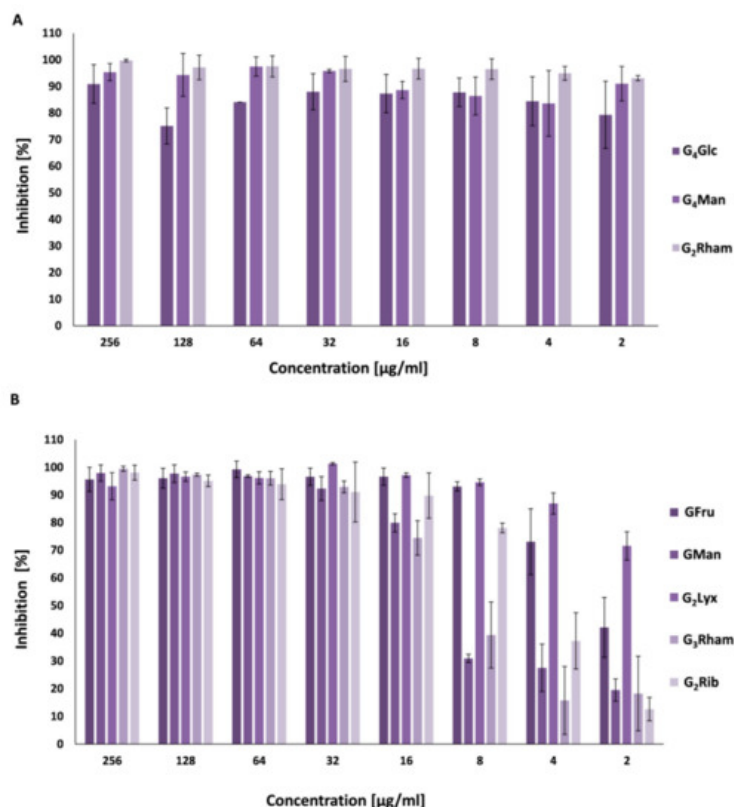 A
110
100
90
80
70
60
50
40
30
20
10
0
Inhibition [%]
256 128 64 32 16 8 4 2
Concentration [µg/ml]
G₄Glc
G₄Man
G₂Rham
B
110
100
90
80
70
60
50
40
30
20
10
0
Inhibition [%]
256 128 64 32 16 8 4 2
Concentration [µg/ml]
GFru
GMan
G₂Lyx
G₃Rham
G₂Rib